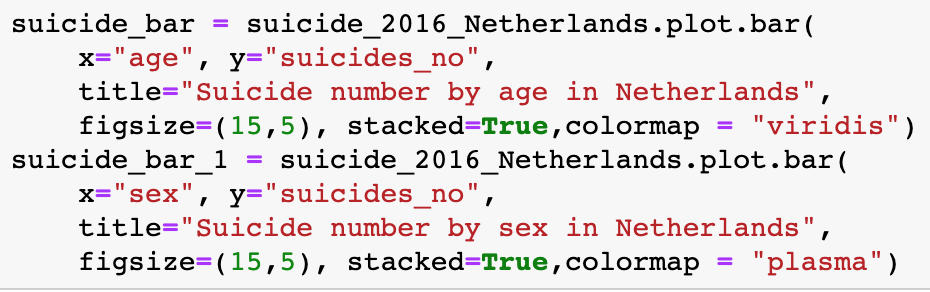 suicide_bar = suicide_2016_Netherlands.plot.bar(
    x="age", y="suicides_no",
    title="Suicide number by age in Netherlands",
    figsize=(15,5), stacked=True,colormap = "viridis")
suicide_bar_1 = suicide_2016_Netherlands.plot.bar(
    x="sex", y="suicides_no",
    title="Suicide number by sex in Netherlands",
    figsize=(15,5), stacked=True,colormap = "plasma")